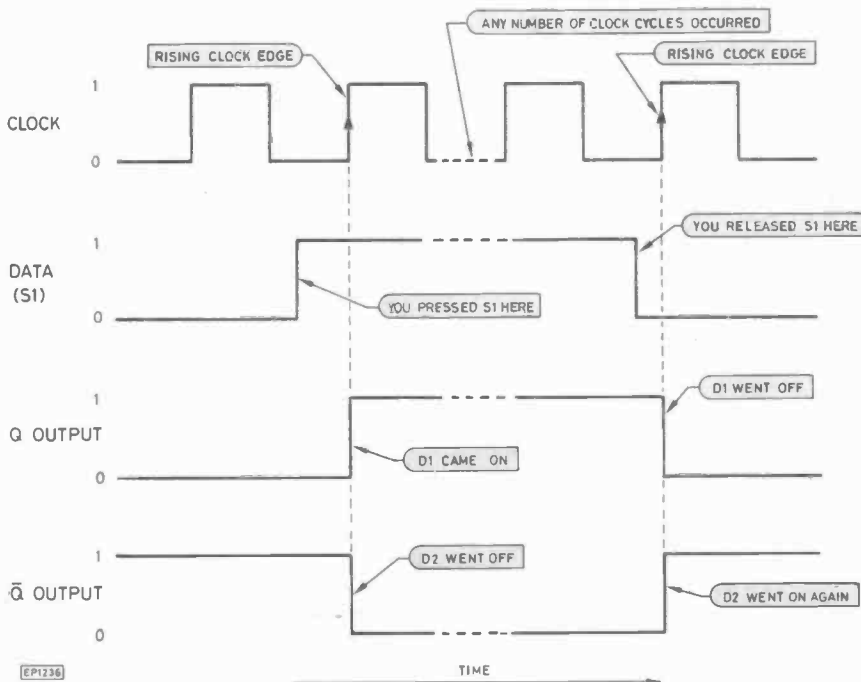 ANY NUMBER OF CLOCK CYCLES OCCURRED
RISING CLOCK EDGE
RISING CLOCK EDGE
1
CLOCK
0
YOU RELEASED S1 HERE
1
DATA
(S1)
YOU PRESSED S1 HERE
0
D1 WENT OFF
1
Q OUTPUT
D1 CAME ON
0
1
D2 WENT OFF
Q̄ OUTPUT
D2 WENT ON AGAIN
0
EP1236
TIME